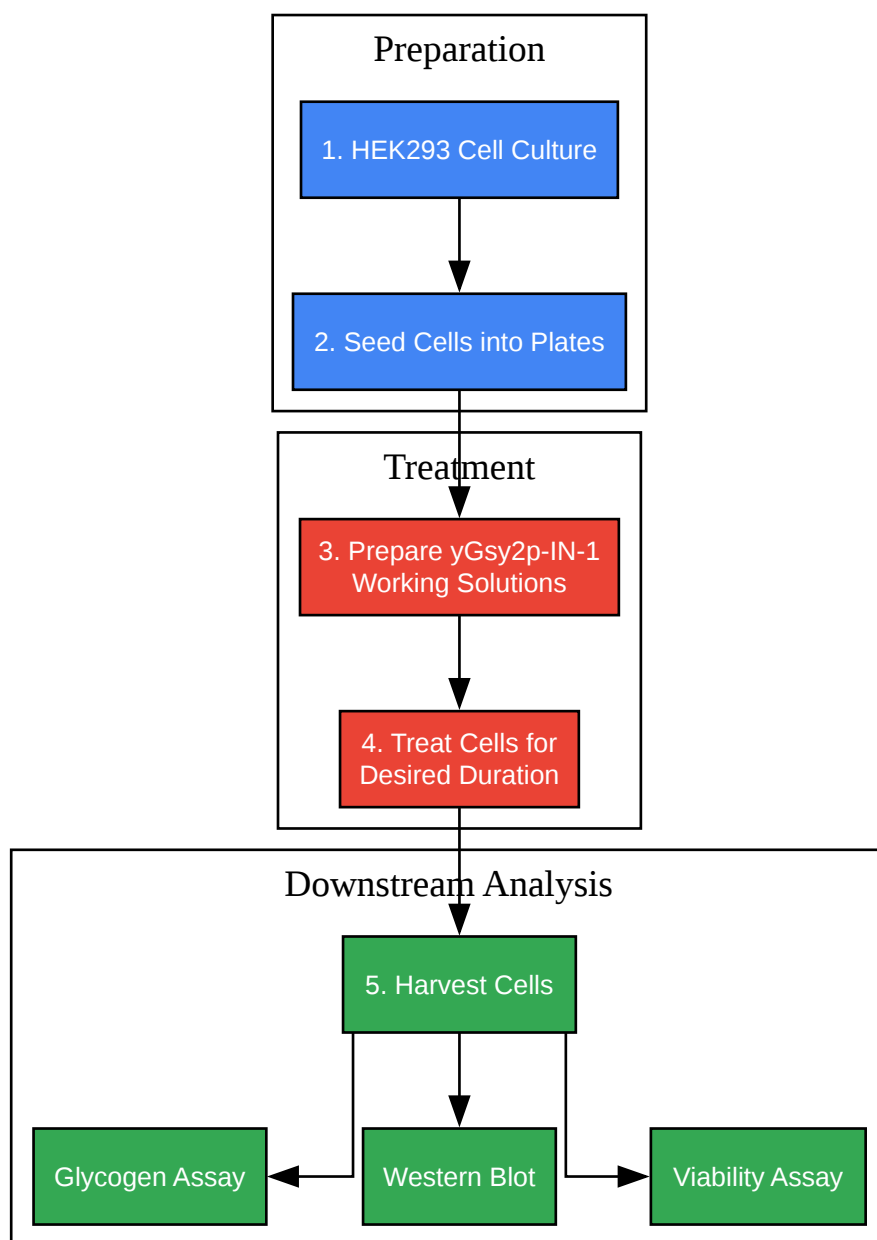 Preparation
1. HEK293 Cell Culture
2. Seed Cells into Plates
Treatment
3. Prepare yGsy2p-IN-1
Working Solutions
4. Treat Cells for
Desired Duration
Downstream Analysis
5. Harvest Cells
Glycogen Assay
Western Blot
Viability Assay